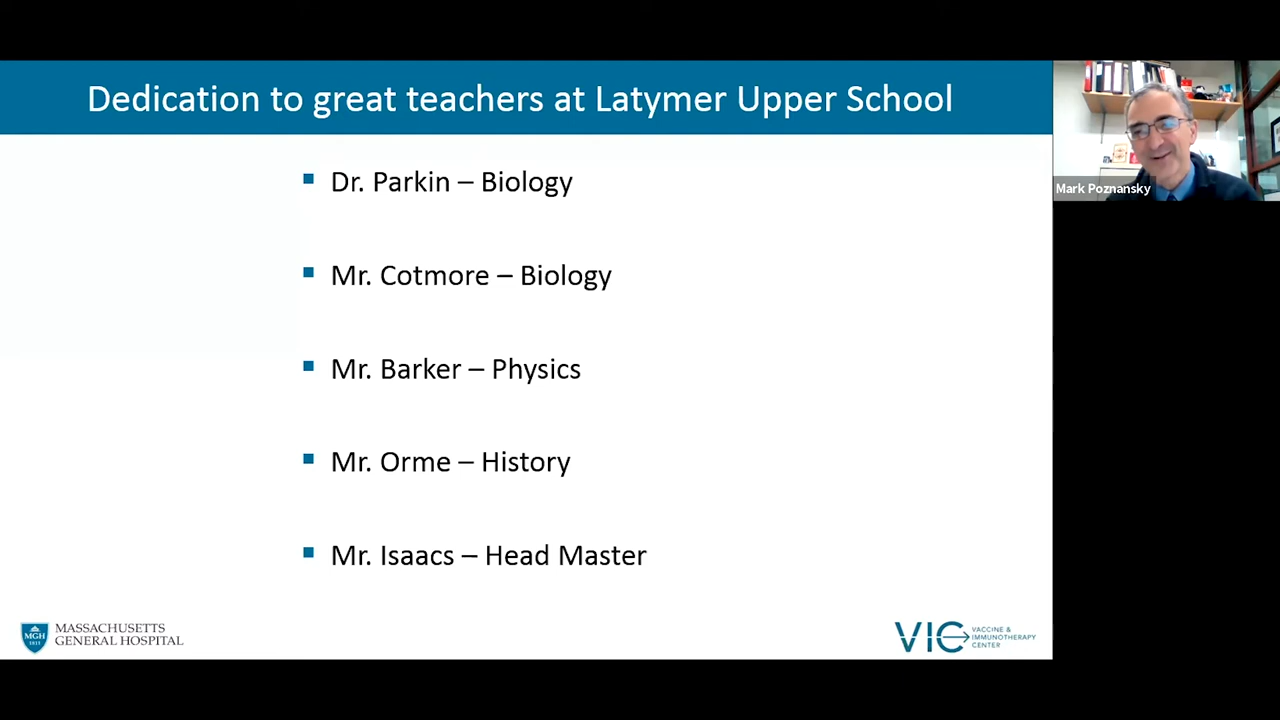 Dedication to great teachers at Latymer Upper School
Dr. Parkin – Biology
Mr. Cotmore – Biology
Mr. Barker – Physics
Mr. Orme – History
Mr. Isaacs – Head Master
MGH
1811
MASSACHUSETTS
GENERAL HOSPITAL
VIC
VACCINE &
IMMUNOTHERAPY
CENTER
Mark Poznansky